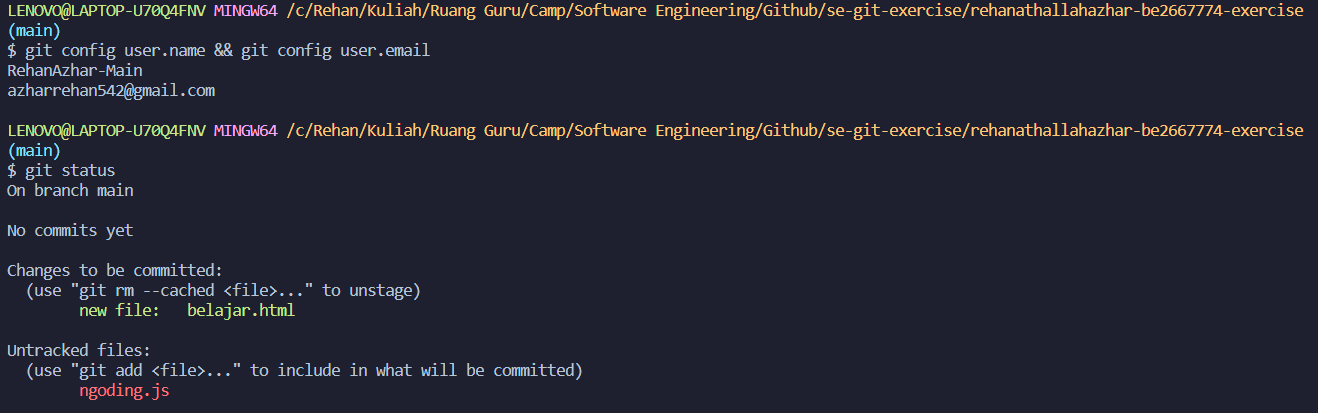 LENOVO@LAPTOP-U70Q4FNV MINGW64 /c/Rehan/Kuliah/Ruang Guru/Camp/Software Engineering/Github/se-git-exercise/rehanathallahazhar-be2667774-exercise
(main)
$ git config user.name && git config user.email
RehanAzhar-Main
azharrehan542@gmail.com

LENOVO@LAPTOP-U70Q4FNV MINGW64 /c/Rehan/Kuliah/Ruang Guru/Camp/Software Engineering/Github/se-git-exercise/rehanathallahazhar-be2667774-exercise
(main)
$ git status
On branch main

No commits yet

Changes to be committed:
  (use "git rm --cached <file>..." to unstage)
        new file:   belajar.html

Untracked files:
  (use "git add <file>..." to include in what will be committed)
        ngoding.js